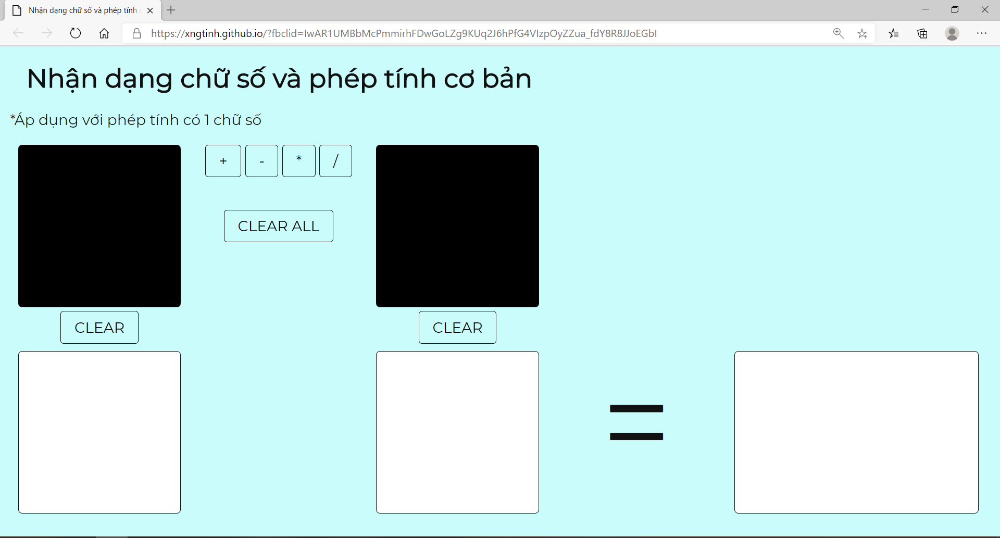 Nhận dạng chữ số và phép tính
https://xngtinh.github.io/?fbclid=IwAR1UMBbMcPmmirhFDwGoLZg9KUq2J6hPfG4VIzpOyZZua_fdY8R8JJoEGbI
Nhận dạng chữ số và phép tính cơ bản
*Áp dụng với phép tính có 1 chữ số
+ - * /
CLEAR ALL
CLEAR CLEAR
=